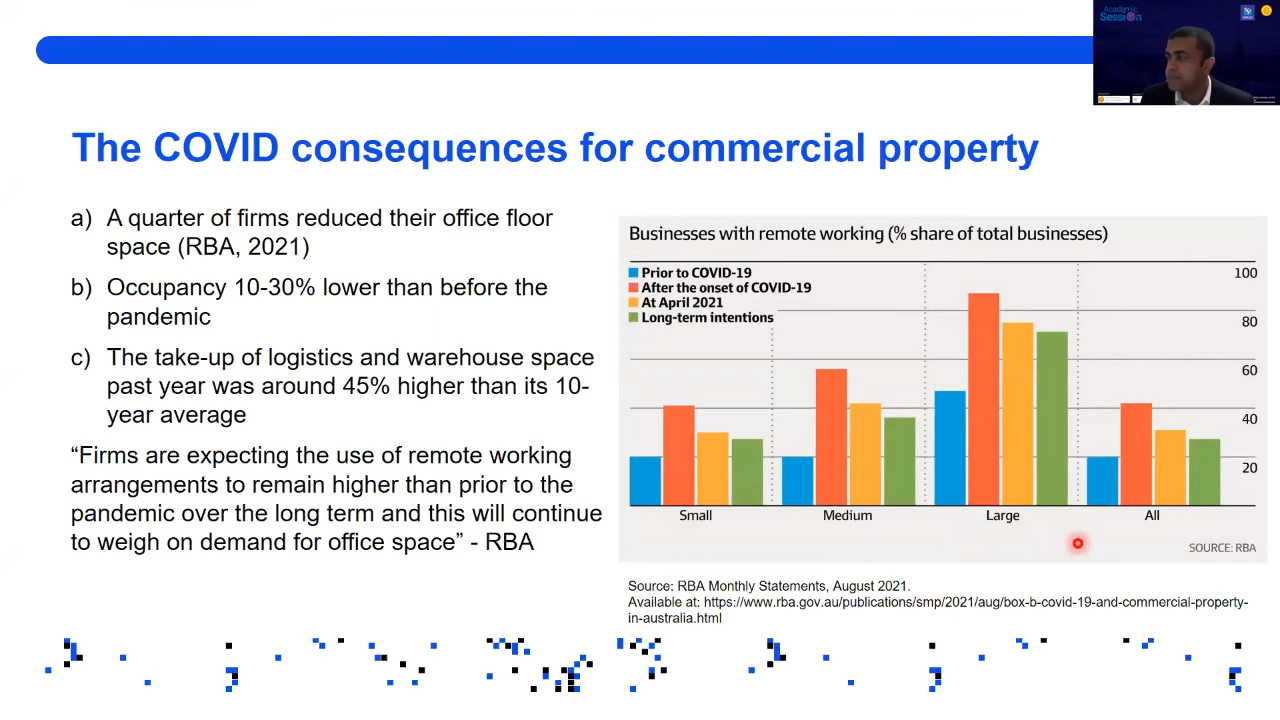 Academic
Session
The COVID consequences for commercial property
a) A quarter of firms reduced their office floor
space (RBA, 2021)
b) Occupancy 10-30% lower than before the
pandemic
c) The take-up of logistics and warehouse space
past year was around 45% higher than its 10-
year average
“Firms are expecting the use of remote working
arrangements to remain higher than prior to the
pandemic over the long term and this will continue
to weigh on demand for office space” - RBA
Businesses with remote working (% share of total businesses)
Prior to COVID-19
After the onset of COVID-19
At April 2021
Long-term intentions
100
80
60
40
20
Small Medium Large All
SOURCE: RBA
Source: RBA Monthly Statements, August 2021.
Available at: https://www.rba.gov.au/publications/smp/2021/aug/box-b-covid-19-and-commercial-property-
in-australia.html